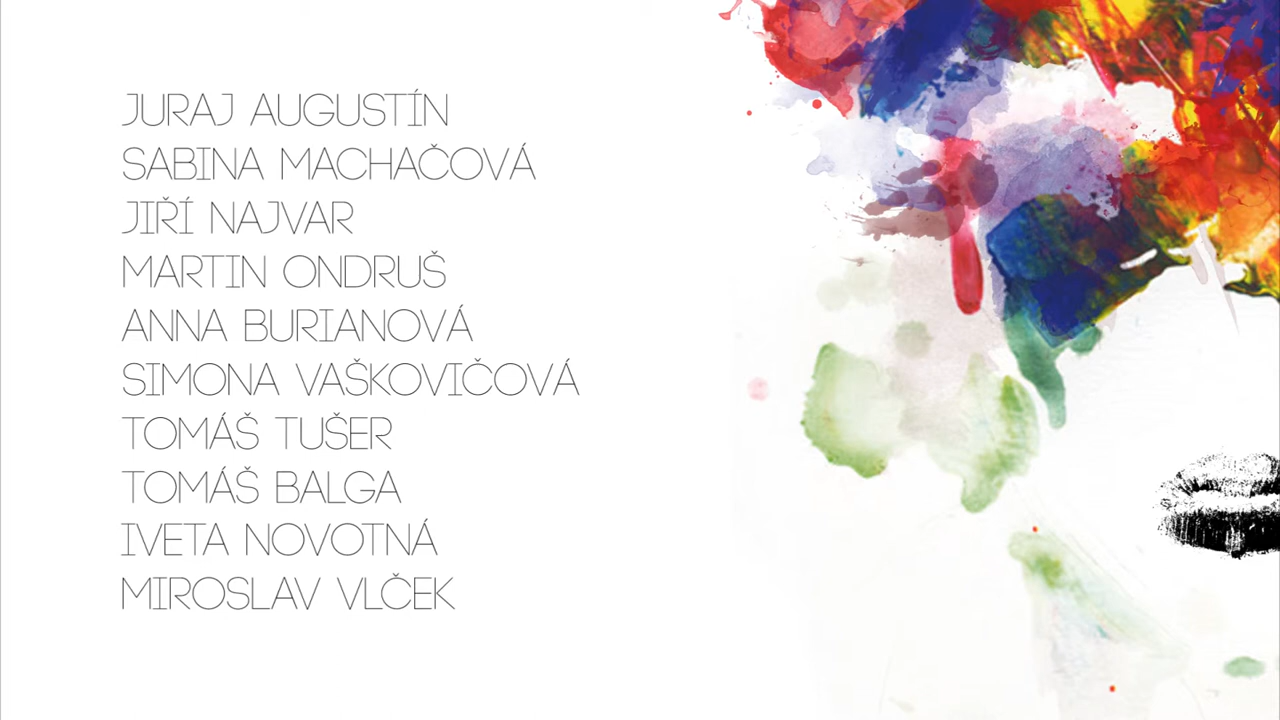 JURAJ AUGUSTÍN
SABINA MACHAČOVÁ
JIŘÍ NAJVAR
MARTIN ONDRUŠ
ANNA BURIANOVÁ
SIMONA VAŠKOVIČOVÁ
TOMÁŠ TUŠER
TOMÁŠ BALGA
IVETA NOVOTNÁ
MIROSLAV VLČEK